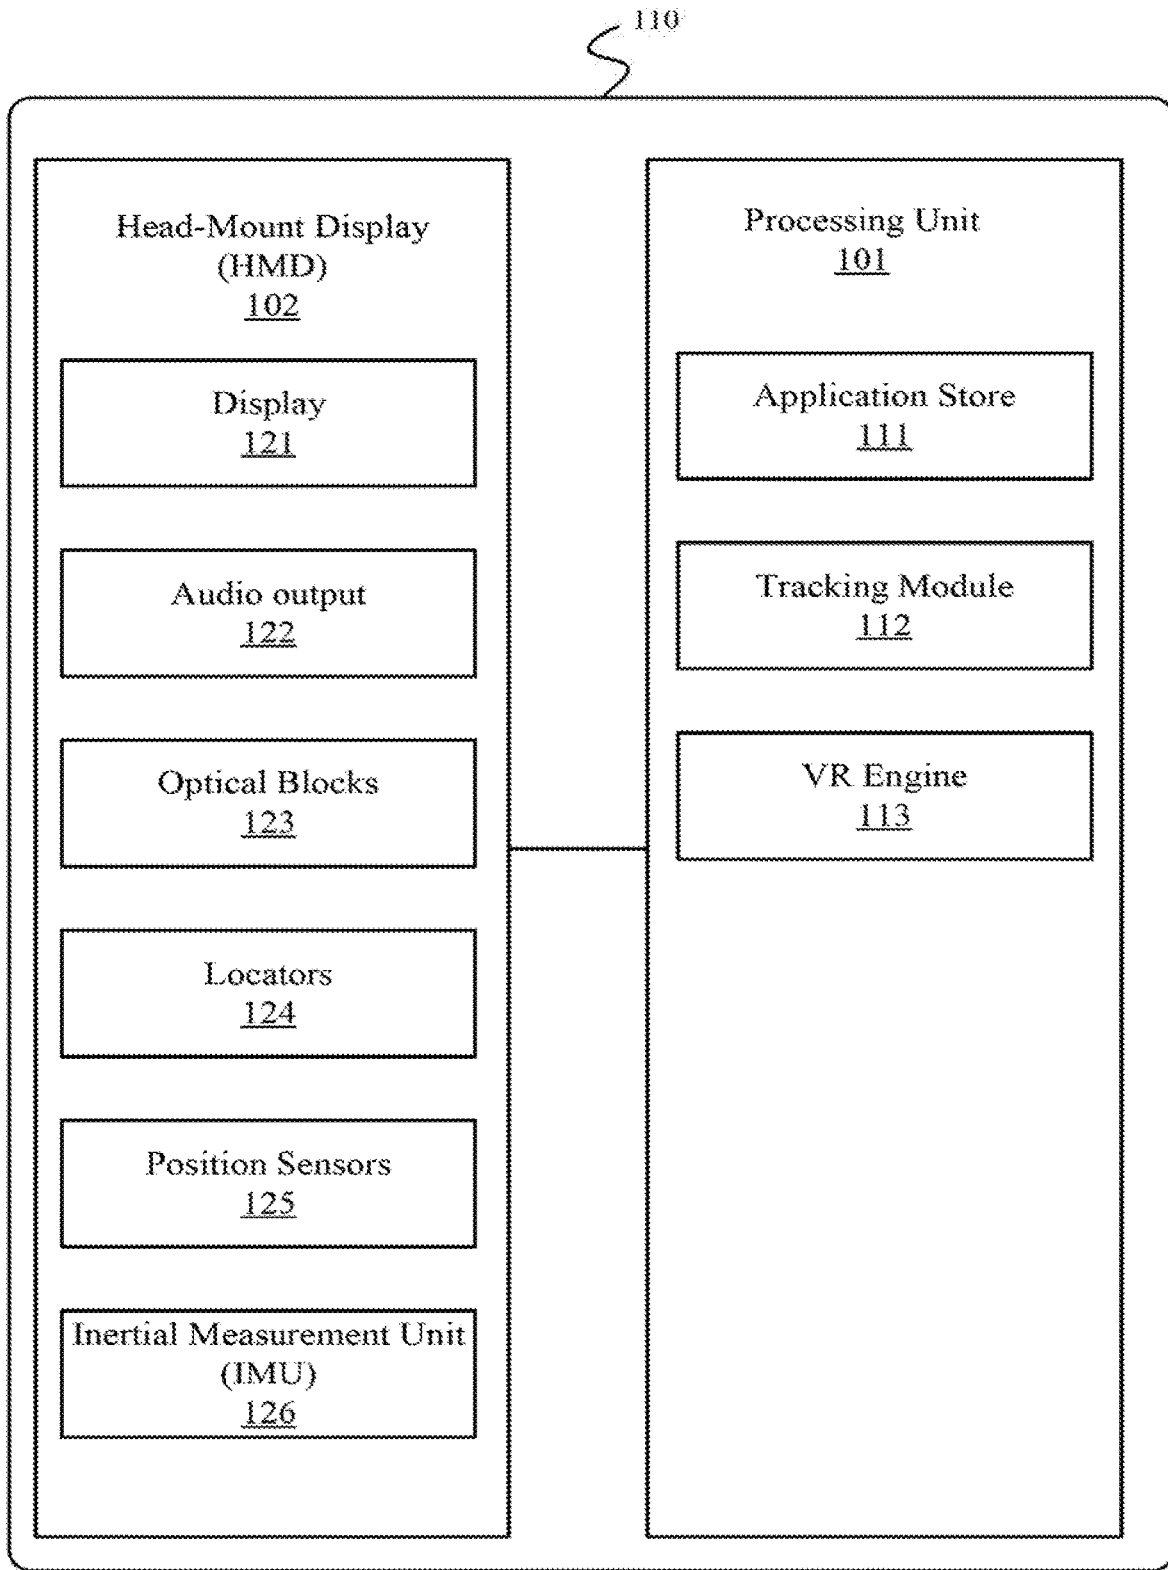 110
Head-Mount Display
(HMD)
102
Display
121
Audio output
122
Optical Blocks
123
Locators
124
Position Sensors
125
Inertial Measurement Unit
(IMU)
126
Processing Unit
101
Application Store
111
Tracking Module
112
VR Engine
113